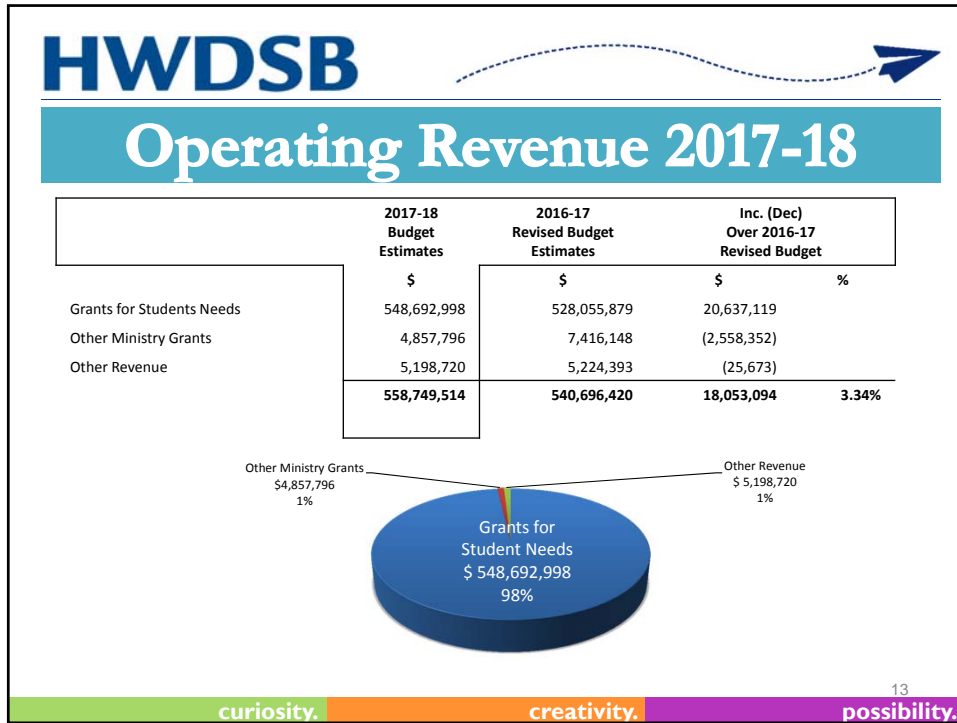 HWDSB
Operating Revenue 2017-18
2017-18 2016-17 Inc. (Dec)
Budget Revised Budget Over 2016-17
Estimates Estimates Revised Budget
$ $ $ %
Grants for Students Needs 548,692,998 528,055,879 20,637,119
Other Ministry Grants 4,857,796 7,416,148 (2,558,352)
Other Revenue 5,198,720 5,224,393 (25,673)
558,749,514 540,696,420 18,053,094 3.34%
Other Ministry Grants
$4,857,796
1%
Other Revenue
$ 5,198,720
1%
Grants for
Student Needs
$ 548,692,998
98%
13
curiosity. creativity. possibility.